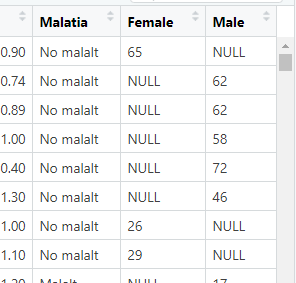 Malatia Female Male
0.90 No malalt 65 NULL
0.74 No malalt NULL 62
0.89 No malalt NULL 62
1.00 No malalt NULL 58
0.40 No malalt NULL 72
1.30 No malalt NULL 46
1.00 No malalt 26 NULL
1.10 No malalt 29 NULL
1.20 Malalt NULL 17